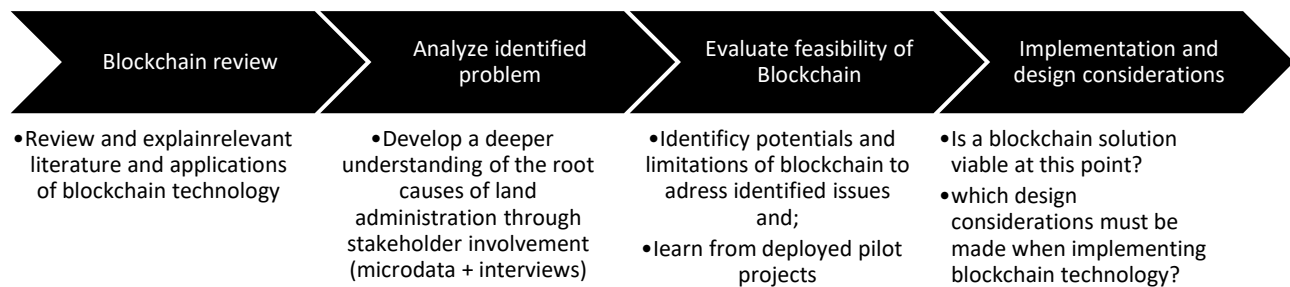 Blockchain review
Analyze identified
problem
Evaluate feasibility of
Blockchain
Implementation and
design considerations
•Review and explainrelevant
literature and applications
of blockchain technology
•Develop a deeper
understanding of the root
causes of land
administration through
stakeholder involvement
(microdata + interviews)
•Identificy potentials and
limitations of blockchain to
adress identified issues
and;
•learn from deployed pilot
projects
•Is a blockchain solution
viable at this point?
•which design
considerations must be
made when implementing
blockchain technology?